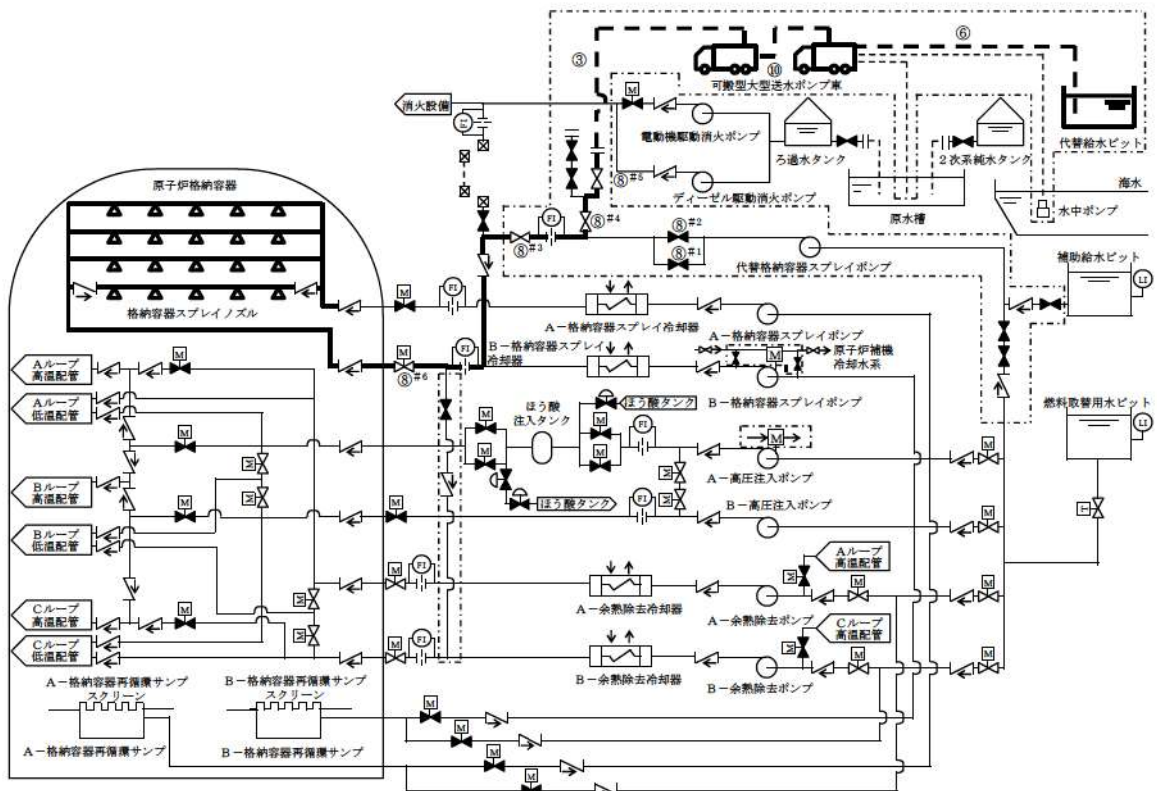 ③
⑩
⑥
可搬型大型送水ポンプ車
消火設備
M
FI
電動機駆動消火ポンプ
ろ過水タンク
2次系純水タンク
代替給水ピット
⑧#5
ディーゼル駆動消火ポンプ
原水槽
海水
水中ポンプ
原子炉格納容器
⑧#4
FI
⑧#3
⑧#2
⑧#1
代替格納容器スプレイポンプ
補助給水ピット
LI
格納容器スプレイノズル
M
FI
A-格納容器スプレイ冷却器
A-格納容器スプレイポンプ
M
⑧#6
FI
B-格納容器スプレイ
冷却器
M
原子炉補機
冷却水系
B-格納容器スプレイポンプ
Aループ
高温配管
M
Aループ
低温配管
ほう酸
注入タンク
ほう酸タンク
燃料取替用水ピット
LI
M
M
M
M
M
FI
M
A-高圧注入ポンプ
M
M
M
M
ほう酸タンク
Bループ
高温配管
M
M
FI
M
B-高圧注入ポンプ
M
T
Bループ
低温配管
Aループ
高温配管
M
FI
M
M
M
M
A-余熱除去冷却器
A-余熱除去ポンプ
Cループ
高温配管
M
M
Cループ
高温配管
Cループ
低温配管
M
FI
M
M
M
B-余熱除去冷却器
B-余熱除去ポンプ
A-格納容器再循環サンプ
スクリーン
B-格納容器再循環サンプ
スクリーン
M
M
A-格納容器再循環サンプ
B-格納容器再循環サンプ
M
M